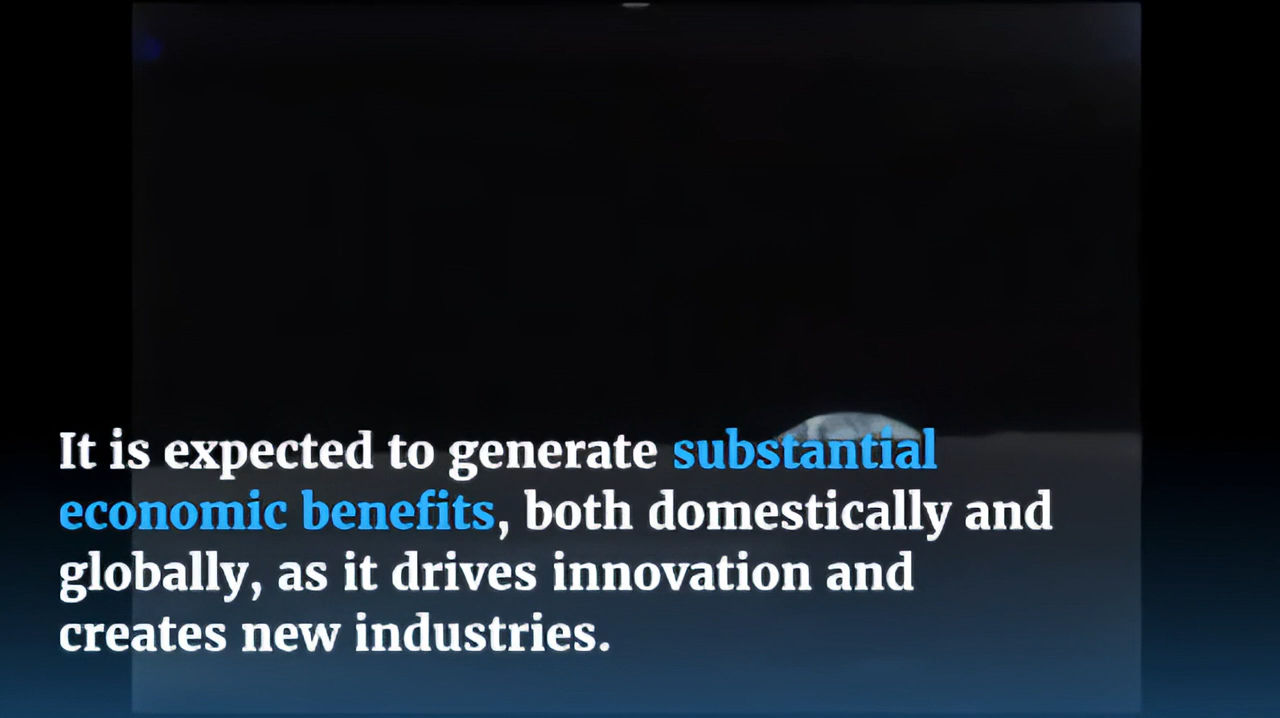 It is expected to generate substantial
economic benefits, both domestically and
globally, as it drives innovation and
creates new industries.